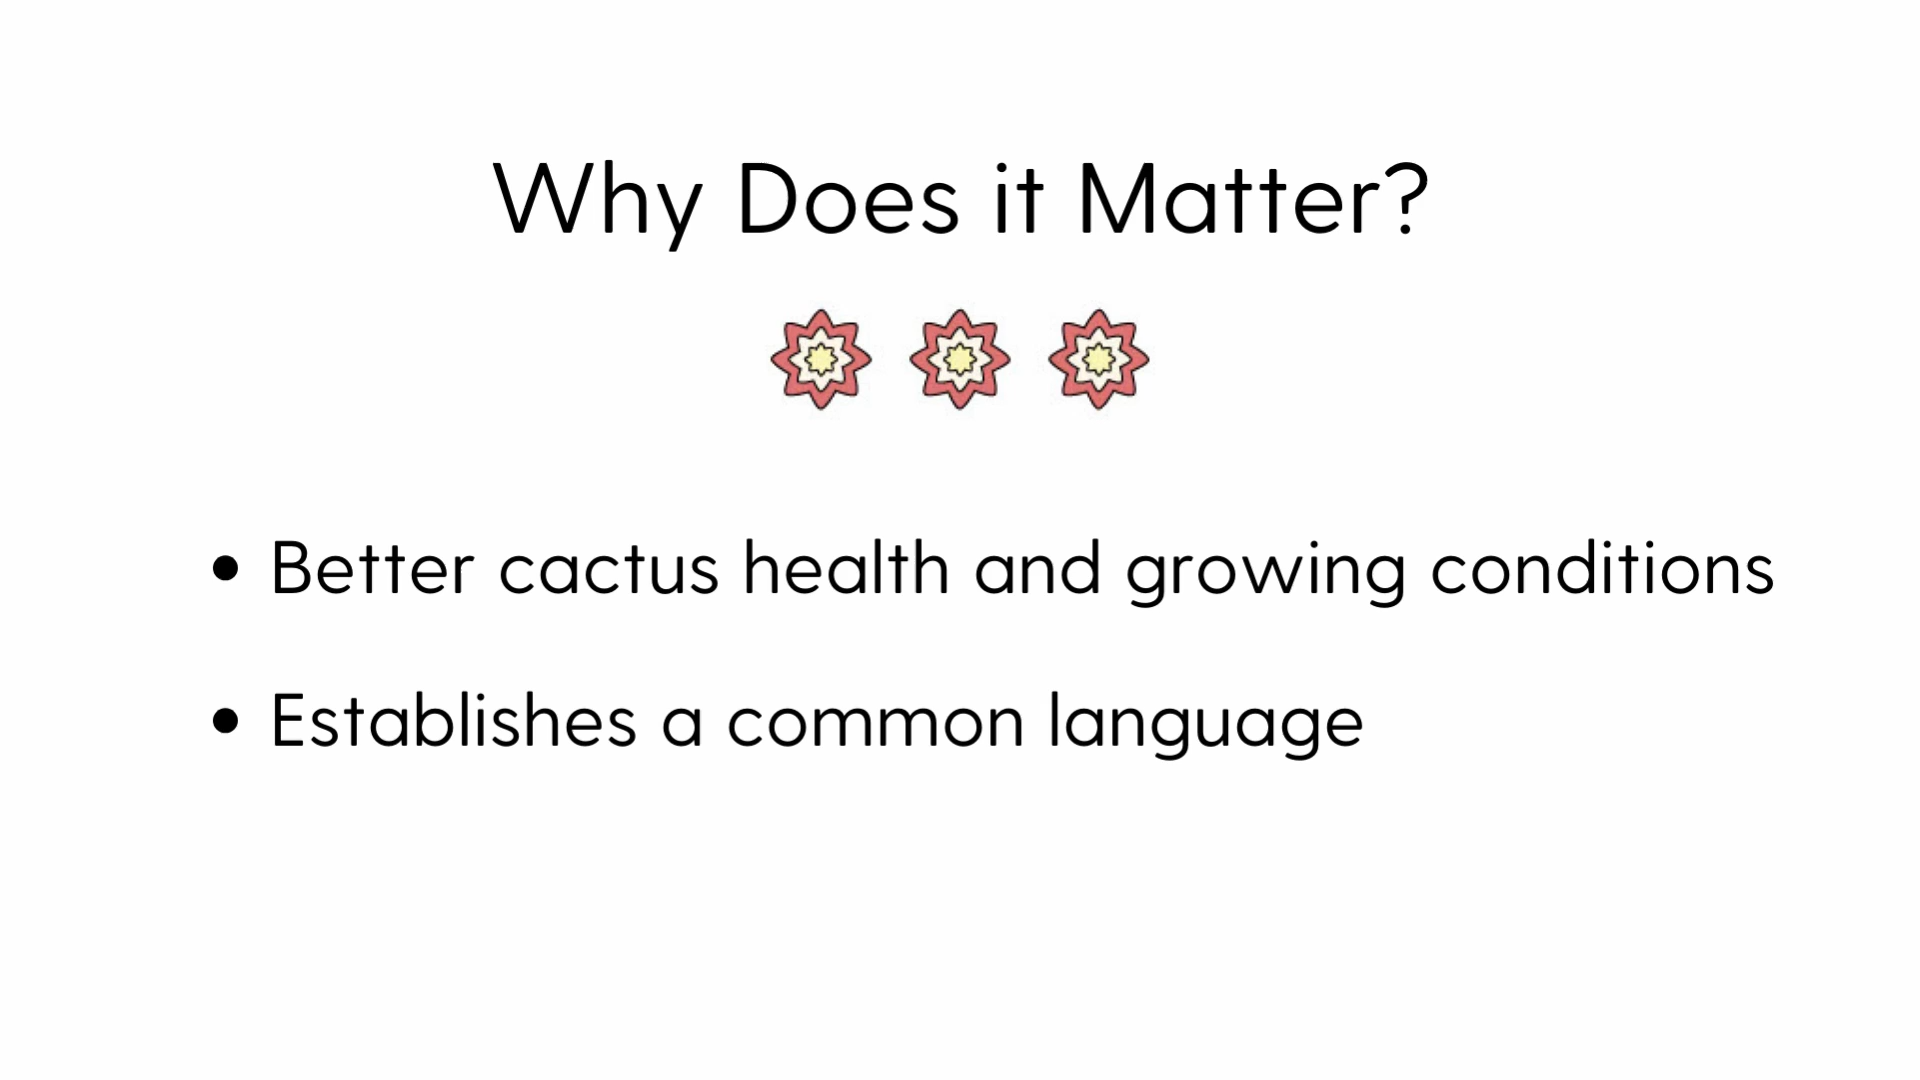 Why Does it Matter?
• Better cactus health and growing conditions
• Establishes a common language